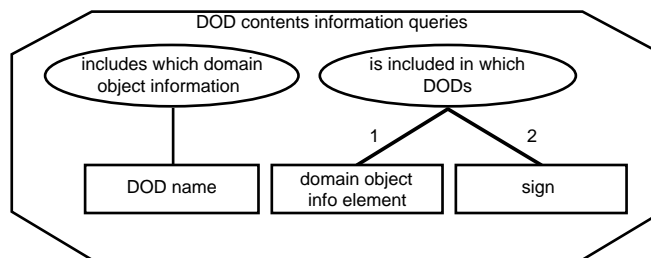 DOD contents information queries
includes which domain
object information
is included in which
DODs
1
2
DOD name
domain object
info element
sign